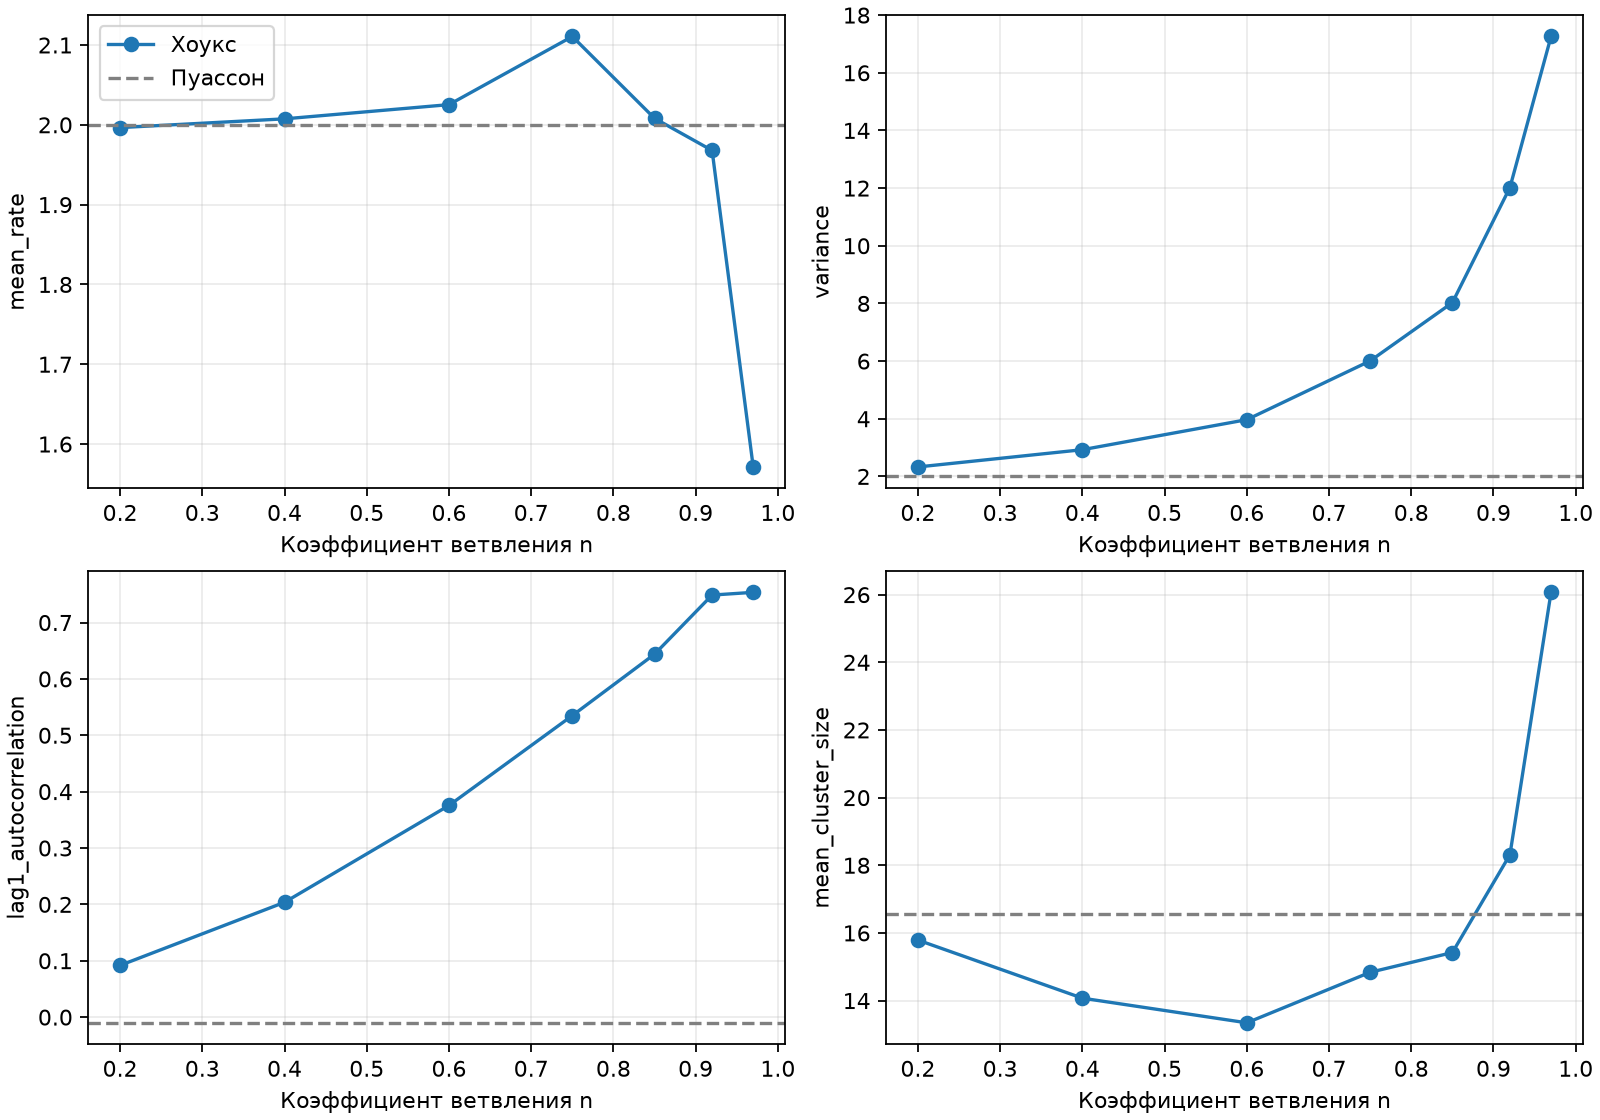 2.1
2.0
1.9
1.8
1.7
1.6
mean_rate
Хоукс
Пуассон
0.2 0.3 0.4 0.5 0.6 0.7 0.8 0.9 1.0
Коэффициент ветвления n
18
16
14
12
10
8
6
4
2
variance
0.2 0.3 0.4 0.5 0.6 0.7 0.8 0.9 1.0
Коэффициент ветвления n
0.7
0.6
0.5
0.4
0.3
0.2
0.1
0.0
lag1_autocorrelation
0.2 0.3 0.4 0.5 0.6 0.7 0.8 0.9 1.0
Коэффициент ветвления n
26
24
22
20
18
16
14
mean_cluster_size
0.2 0.3 0.4 0.5 0.6 0.7 0.8 0.9 1.0
Коэффициент ветвления n